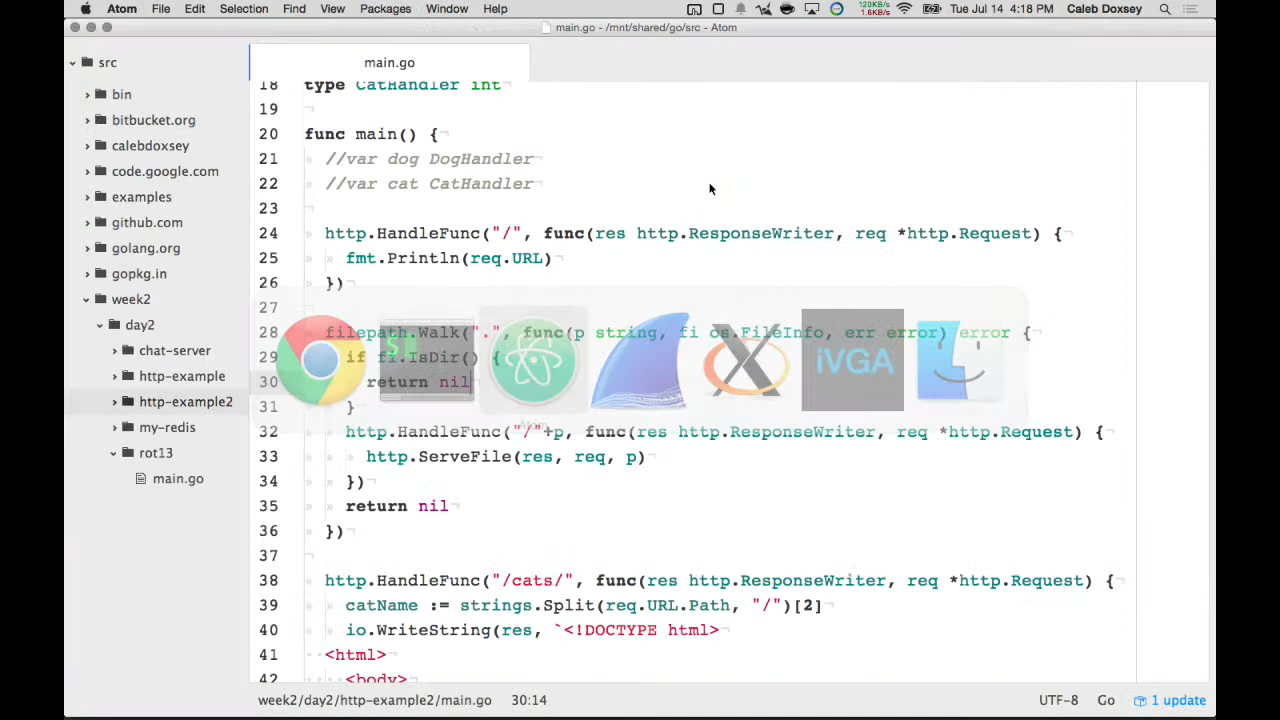 Atom File Edit Selection Find View Packages Window Help 120KB/s 1.6KB/s Tue Jul 14 4:18 PM Caleb Doxsey
main.go - /mnt/shared/go/src - Atom
src
bin
bitbucket.org
calebdoxsey
code.google.com
examples
github.com
golang.org
gopkg.in
week2
day2
chat-server
http-example
http-example2
my-redis
rot13
main.go
main.go
18 type CatHandler int
19
20 func main() {
21 //var dog DogHandler
22 //var cat CatHandler
23
24 http.HandleFunc("/", func(res http.ResponseWriter, req *http.Request) {
25 fmt.Println(req.URL)
26 })
27
28 filepath.Walk(".", func(p string, fi os.FileInfo, err error) error {
29 if fi.IsDir() {
30 return nil
31 }
32 http.HandleFunc("/"+p, func(res http.ResponseWriter, req *http.Request) {
33 http.ServeFile(res, req, p)
34 })
35 return nil
36 })
37
38 http.HandleFunc("/cats/", func(res http.ResponseWriter, req *http.Request) {
39 catName := strings.Split(req.URL.Path, "/")[2]
40 io.WriteString(res, `<!DOCTYPE html>
41 <html>
42 <body>
$
iVGA
Atom
week2/day2/http-example2/main.go 30:14 UTF-8 Go 1 update